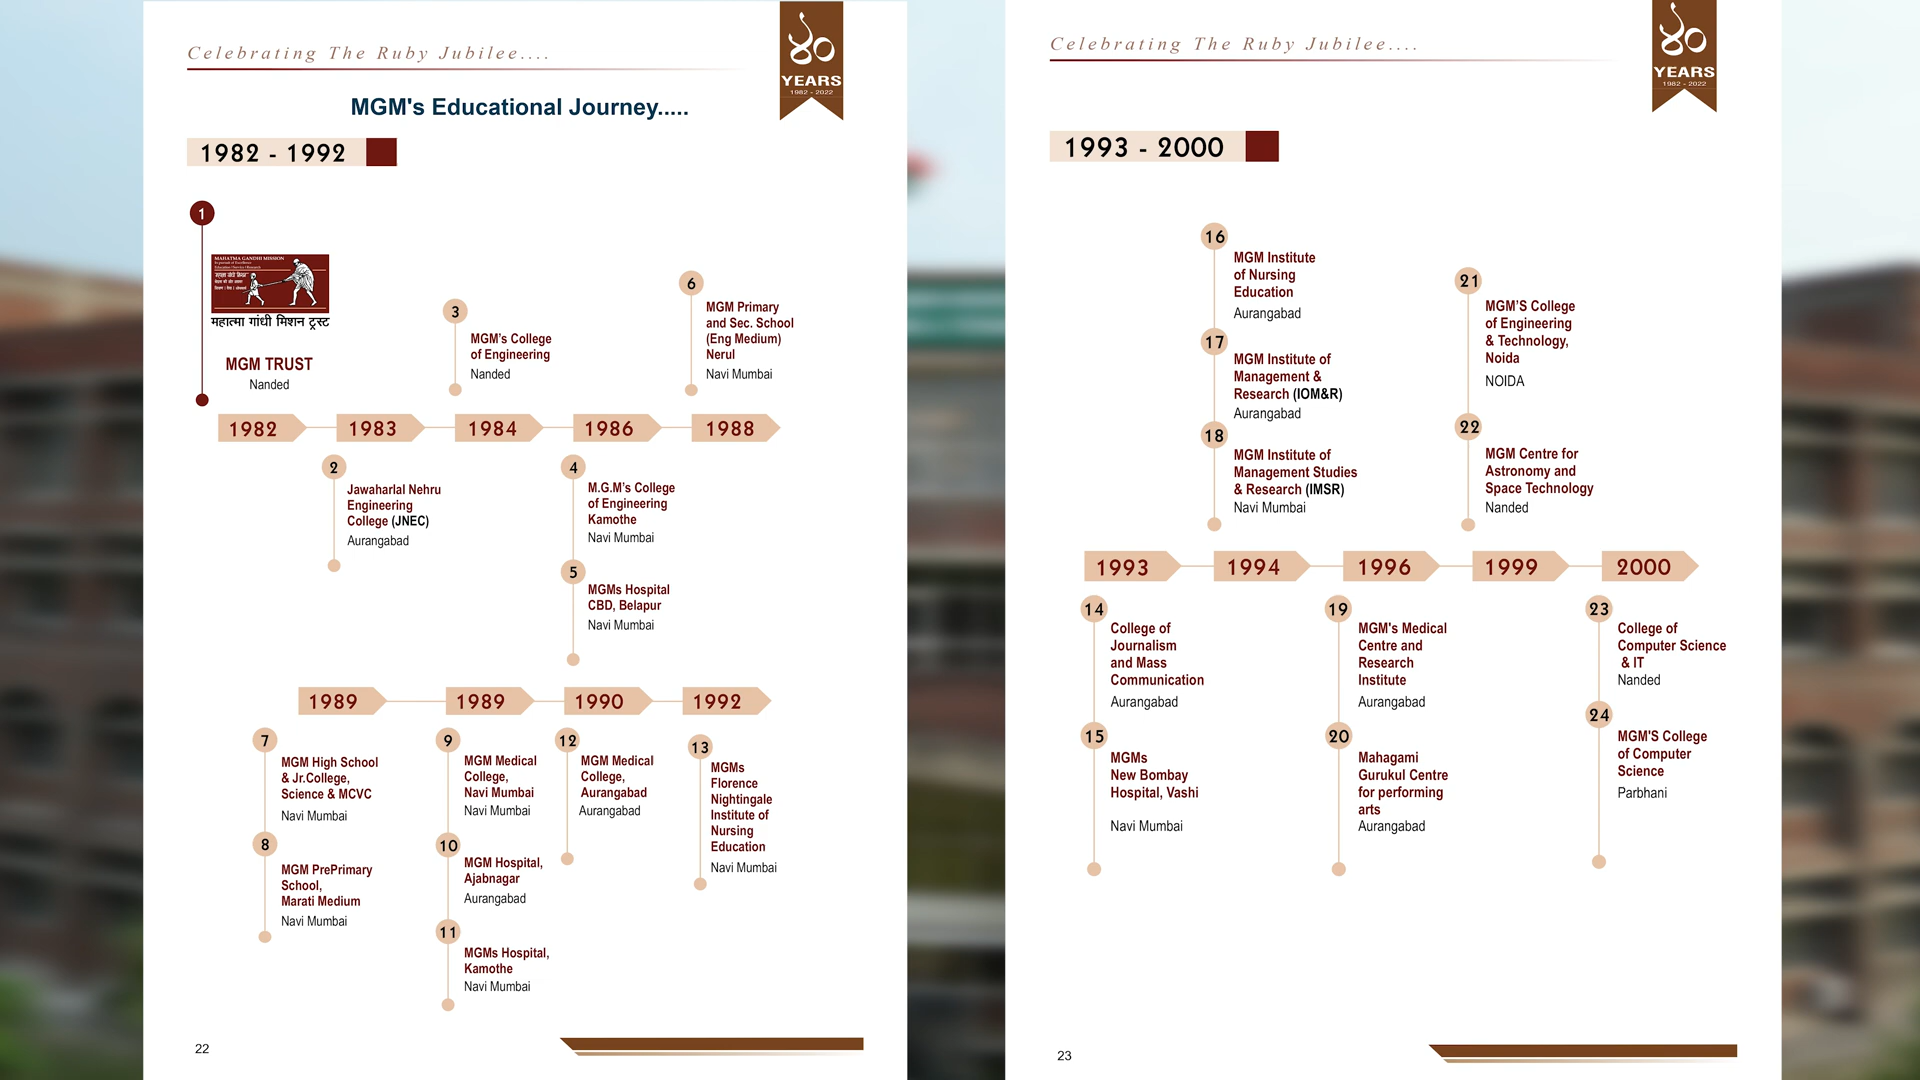 Celebrating The Ruby Jubilee....
YEARS
1982 - 2022
MGM's Educational Journey.....
1982 - 1992
1
MAHATMA GANDHI MISSION
महात्मा गांधी मिशन ट्रस्ट
MGM TRUST
Nanded
3
MGM’s College
of Engineering
Nanded
6
MGM Primary
and Sec. School
(Eng Medium)
Nerul
Navi Mumbai
1982
1983
1984
1986
1988
2
Jawaharlal Nehru
Engineering
College (JNEC)
Aurangabad
4
M.G.M’s College
of Engineering
Kamothe
Navi Mumbai
5
MGMs Hospital
CBD, Belapur
Navi Mumbai
1989
1989
1990
1992
7
MGM High School
& Jr.College,
Science & MCVC
Navi Mumbai
8
MGM PrePrimary
School,
Marati Medium
Navi Mumbai
9
MGM Medical
College,
Navi Mumbai
Navi Mumbai
10
MGM Hospital,
Ajabnagar
Aurangabad
11
MGMs Hospital,
Kamothe
Navi Mumbai
12
MGM Medical
College,
Aurangabad
Aurangabad
13
MGMs
Florence
Nightingale
Institute of
Nursing
Education
Navi Mumbai
22
Celebrating The Ruby Jubilee....
YEARS
1982 - 2022
1993 - 2000
16
MGM Institute
of Nursing
Education
Aurangabad
17
MGM Institute of
Management &
Research (IOM&R)
Aurangabad
18
MGM Institute of
Management Studies
& Research (IMSR)
Navi Mumbai
21
MGM’S College
of Engineering
& Technology,
Noida
NOIDA
22
MGM Centre for
Astronomy and
Space Technology
Nanded
1993
1994
1996
1999
2000
14
College of
Journalism
and Mass
Communication
Aurangabad
15
MGMs
New Bombay
Hospital, Vashi
Navi Mumbai
19
MGM's Medical
Centre and
Research
Institute
Aurangabad
20
Mahagami
Gurukul Centre
for performing
arts
Aurangabad
23
College of
Computer Science
& IT
Nanded
24
MGM'S College
of Computer
Science
Parbhani
23